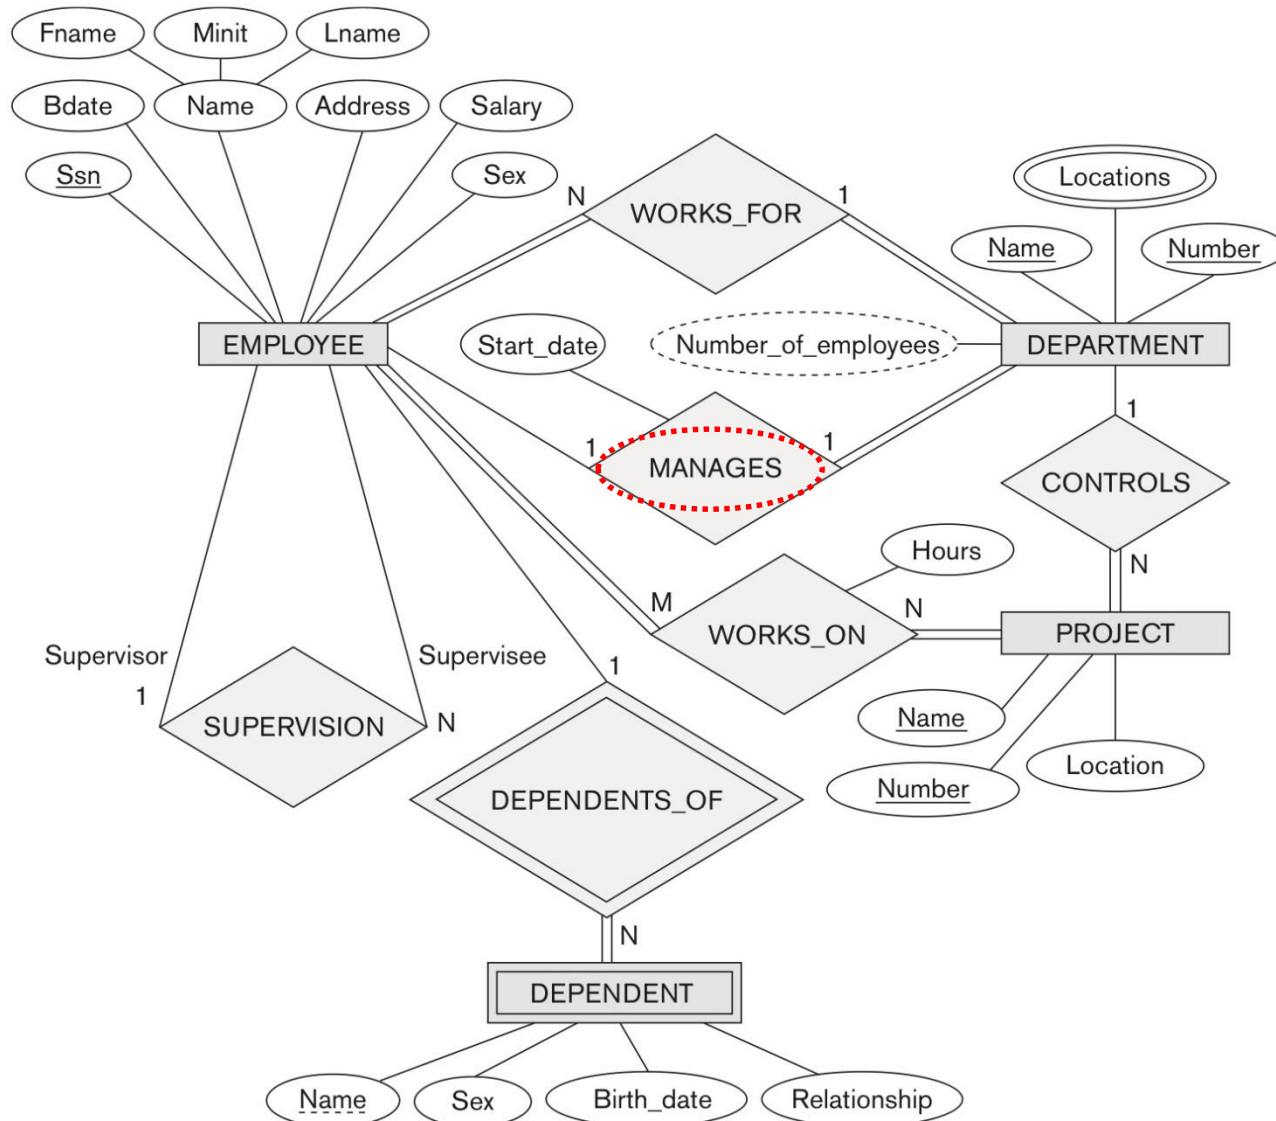 Fname
Minit
Lname
Bdate
Name
Address
Salary
Ssn
Sex
N
WORKS_FOR
1
Locations
Name
Number
EMPLOYEE
Start_date
Number_of_employees
DEPARTMENT
1
MANAGES
1
1
CONTROLS
N
Hours
M
WORKS_ON
N
PROJECT
Supervisor
1
SUPERVISION
Supervisee
N
1
Name
Number
Location
DEPENDENTS_OF
N
DEPENDENT
Name
Sex
Birth_date
Relationship